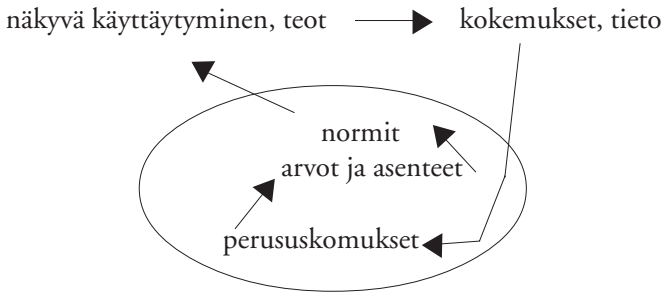 näkyvä käyttäytyminen, teot kokemukset, tieto
normit
arvot ja asenteet
perususkomukset